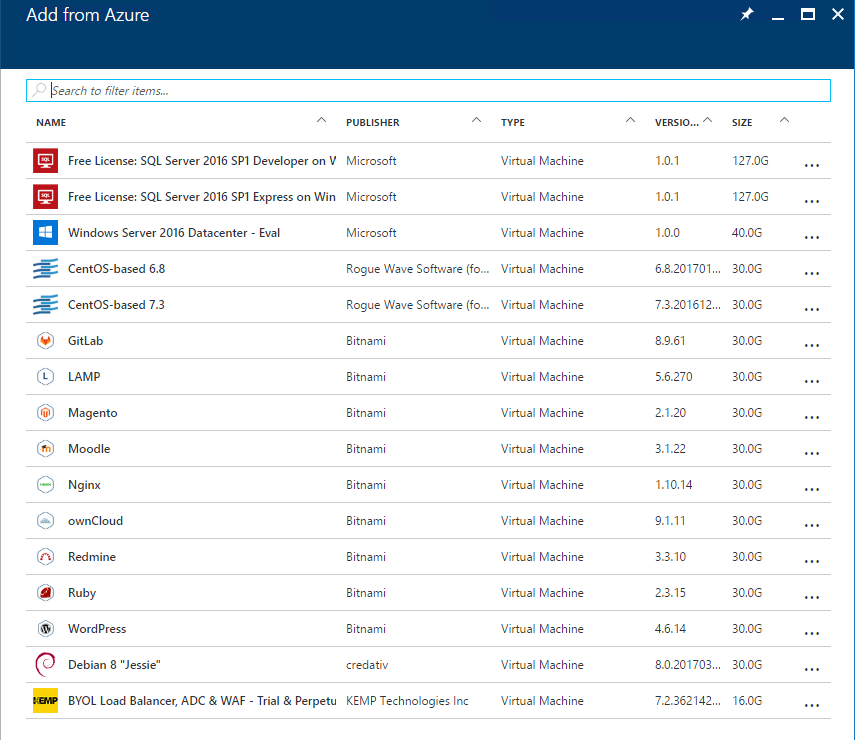 Add from Azure
Search to filter items...
NAME PUBLISHER TYPE VERSIO... SIZE
SQL Free License: SQL Server 2016 SP1 Developer on W Microsoft Virtual Machine 1.0.1 127.0G ...
SQL Free License: SQL Server 2016 SP1 Express on Win Microsoft Virtual Machine 1.0.1 127.0G ...
Windows Server 2016 Datacenter - Eval Microsoft Virtual Machine 1.0.0 40.0G ...
CentOS-based 6.8 Rogue Wave Software (fo... Virtual Machine 6.8.201701... 30.0G ...
CentOS-based 7.3 Rogue Wave Software (fo... Virtual Machine 7.3.201612... 30.0G ...
GitLab Bitnami Virtual Machine 8.9.61 30.0G ...
L LAMP Bitnami Virtual Machine 5.6.270 30.0G ...
Magento Bitnami Virtual Machine 2.1.20 30.0G ...
Moodle Bitnami Virtual Machine 3.1.22 30.0G ...
Nginx Bitnami Virtual Machine 1.10.14 30.0G ...
ownCloud Bitnami Virtual Machine 9.1.11 30.0G ...
Redmine Bitnami Virtual Machine 3.3.10 30.0G ...
Ruby Bitnami Virtual Machine 2.3.15 30.0G ...
WordPress Bitnami Virtual Machine 4.6.14 30.0G ...
Debian 8 "Jessie" credativ Virtual Machine 8.0.201703... 30.0G ...
KEMP BYOL Load Balancer, ADC & WAF - Trial & Perpetu KEMP Technologies Inc Virtual Machine 7.2.362142... 16.0G ...